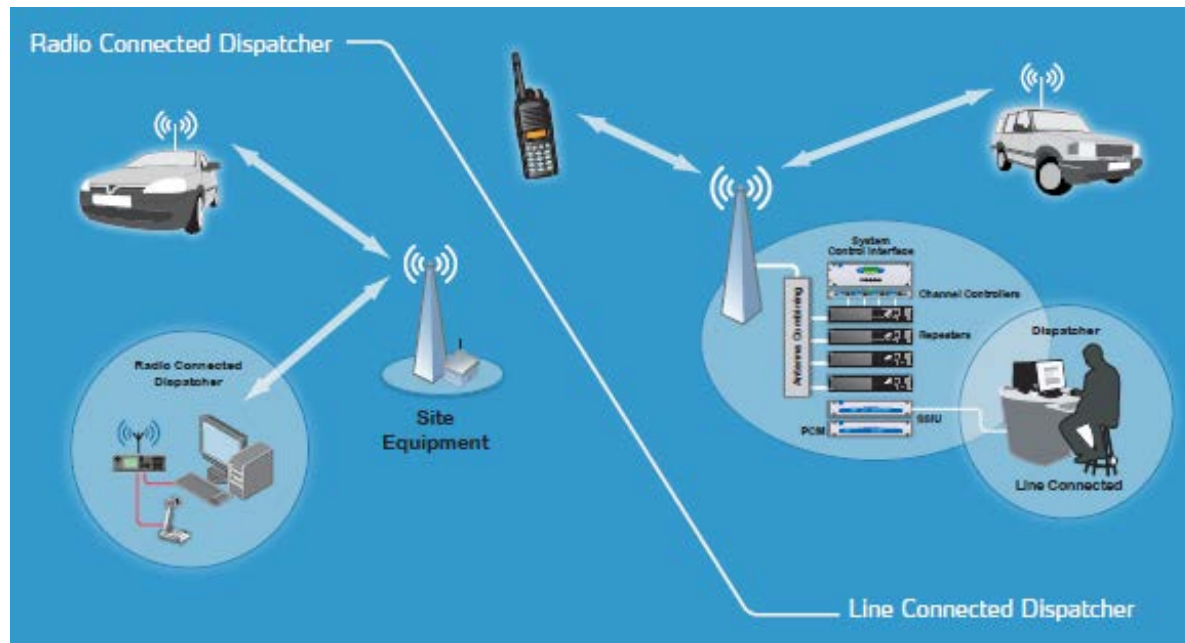 Radio Connected Dispatcher
System
Control Interface
Channel Controllers
Antenna Combining
Repeaters
Dispatcher
Radio Connected
Dispatcher
Site
Equipment
PCM
SSIU
Line Connected
Line Connected Dispatcher